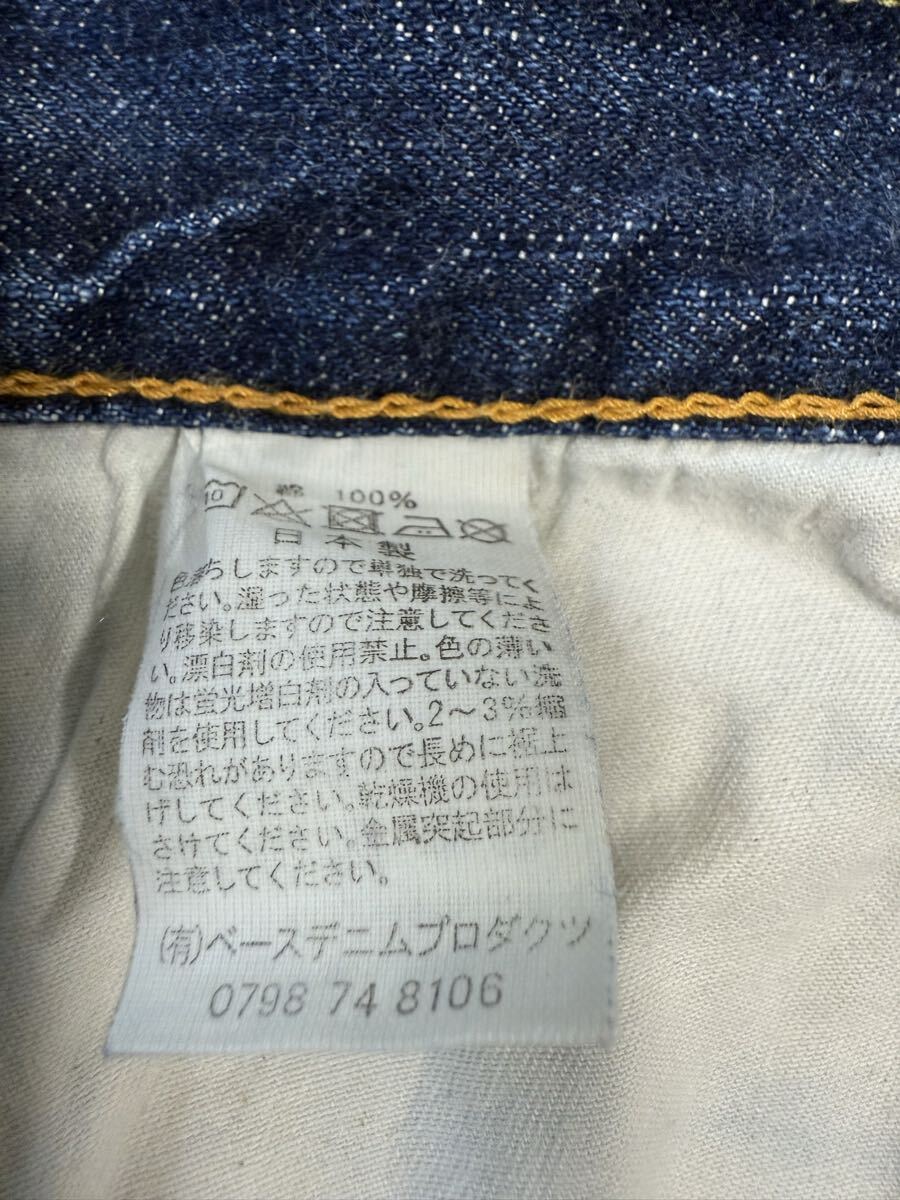 綿 100%
日本製
色落ちしますので単独で洗ってく
ださい。湿った状態や摩擦等によ
り移染しますので注意してくださ
い。漂白剤の使用禁止。色の薄い
物は蛍光増白剤の入っていない洗
剤を使用してください。2～3%縮
む恐れがありますので長めに裾上
げしてください。乾燥機の使用は
さけてください。金属突起部分に
注意してください。
(有)ベースデニムプロダクツ
0798 74 8106